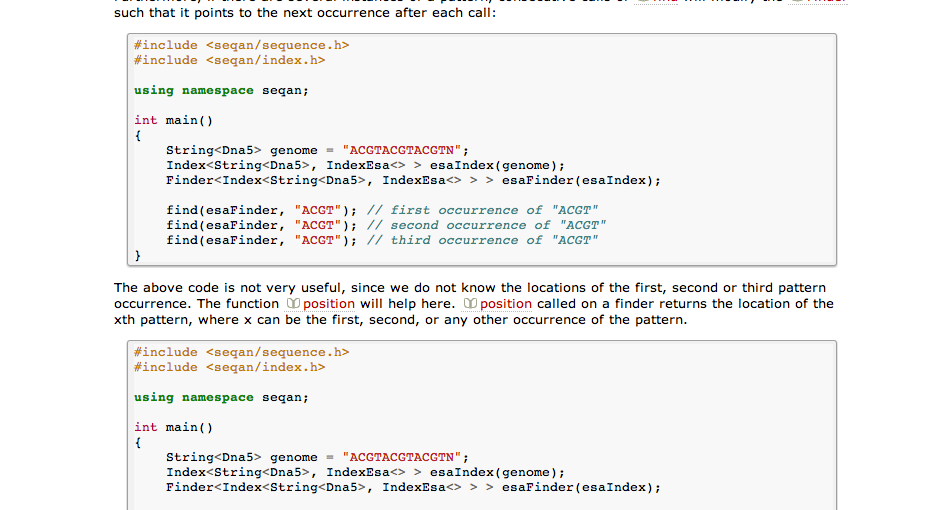 such that it points to the next occurrence after each call:
#include <seqan/sequence.h>
#include <seqan/index.h>
using namespace seqan;
int main()
{
String<Dna5> genome = "ACGTACGTACGTN";
Index<String<Dna5>, IndexEsa<> > esaIndex(genome);
Finder<Index<String<Dna5>, IndexEsa<> > > esaFinder(esaIndex);
find(esaFinder, "ACGT"); // first occurrence of "ACGT"
find(esaFinder, "ACGT"); // second occurrence of "ACGT"
find(esaFinder, "ACGT"); // third occurrence of "ACGT"
}
The above code is not very useful, since we do not know the locations of the first, second or third pattern
occurrence. The function position will help here. position called on a finder returns the location of the
xth pattern, where x can be the first, second, or any other occurrence of the pattern.
#include <seqan/sequence.h>
#include <seqan/index.h>
using namespace seqan;
int main()
{
String<Dna5> genome = "ACGTACGTACGTN";
Index<String<Dna5>, IndexEsa<> > esaIndex(genome);
Finder<Index<String<Dna5>, IndexEsa<> > > esaFinder(esaIndex);